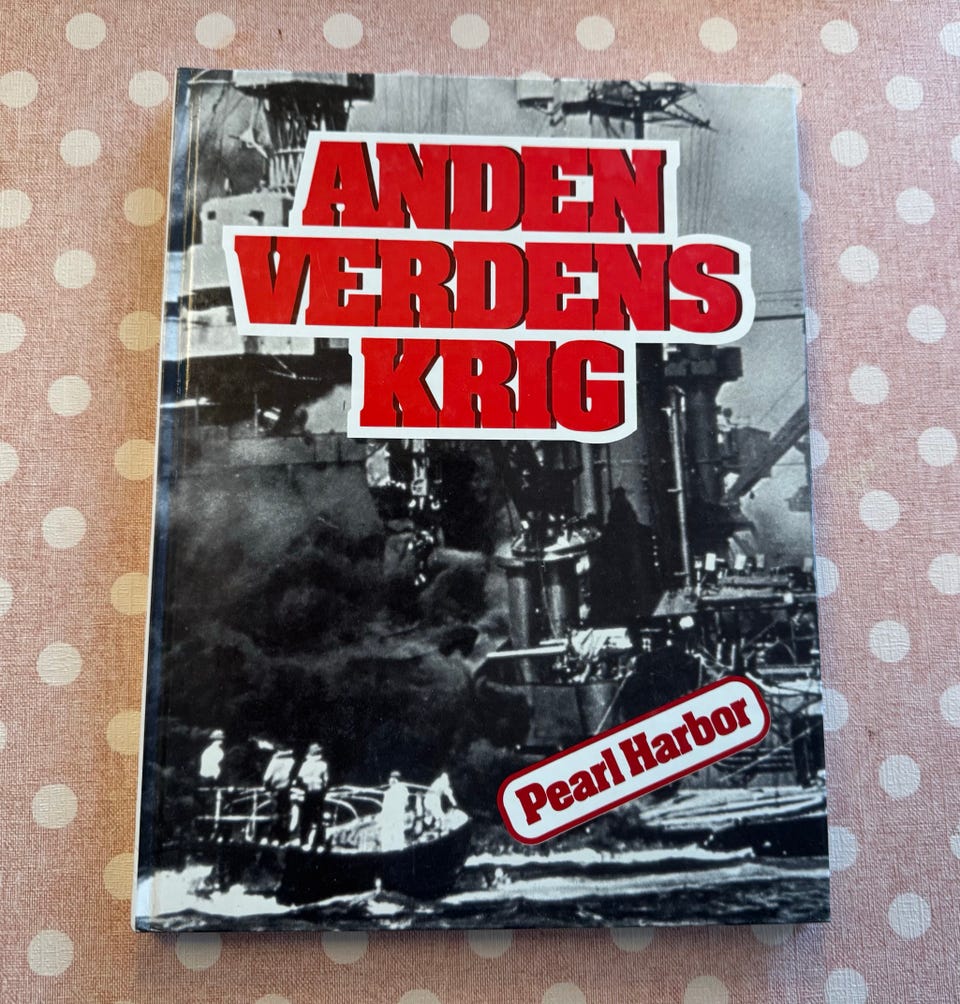 ANDEN
VERDENS
KRIG
Pearl Harbor